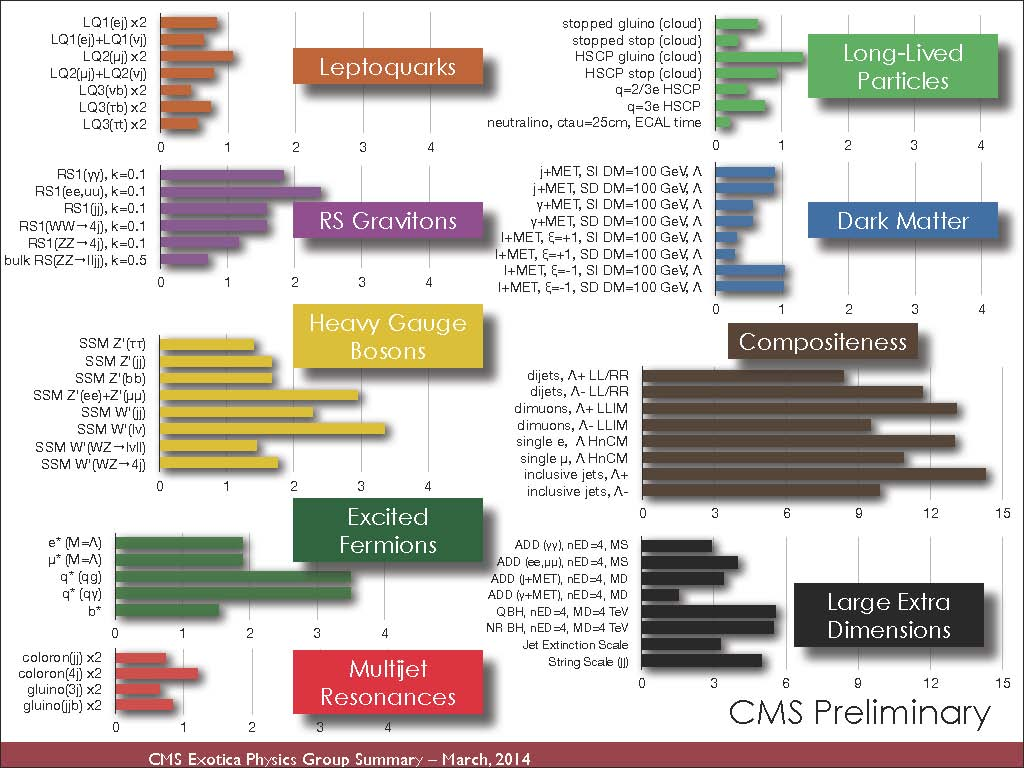 LQ1(ej) x2
LQ1(ej)+LQ1(νj)
LQ2(μj) x2
LQ2(μj)+LQ2(νj)
LQ3(νb) x2
LQ3(τb) x2
LQ3(τt) x2
0 1 2 3 4
Leptoquarks
stopped gluino (cloud)
stopped stop (cloud)
HSCP gluino (cloud)
HSCP stop (cloud)
q=2/3e HSCP
q=3e HSCP
neutralino, ctau=25cm, ECAL time
0 1 2 3 4
Long-Lived
Particles
RS1(γγ), k=0.1
RS1(ee,uu), k=0.1
RS1(jj), k=0.1
RS1(WW→4j), k=0.1
RS1(ZZ→4j), k=0.1
bulk RS(ZZ→lljj), k=0.5
0 1 2 3 4
RS Gravitons
j+MET, SI DM=100 GeV, Λ
j+MET, SD DM=100 GeV, Λ
γ+MET, SI DM=100 GeV, Λ
γ+MET, SD DM=100 GeV, Λ
l+MET, ξ=+1, SI DM=100 GeV, Λ
l+MET, ξ=+1, SD DM=100 GeV, Λ
l+MET, ξ=-1, SI DM=100 GeV, Λ
l+MET, ξ=-1, SD DM=100 GeV, Λ
0 1 2 3 4
Dark Matter
Heavy Gauge
Bosons
SSM Z'(ττ)
SSM Z'(jj)
SSM Z'(bb)
SSM Z'(ee)+Z'(μμ)
SSM W'(jj)
SSM W'(lν)
SSM W'(WZ→lνll)
SSM W'(WZ→4j)
0 1 2 3 4
Compositeness
dijets, Λ+ LL/RR
dijets, Λ- LL/RR
dimuons, Λ+ LLIM
dimuons, Λ- LLIM
single e, Λ HnCM
single μ, Λ HnCM
inclusive jets, Λ+
inclusive jets, Λ-
0 3 6 9 12 15
Excited
Fermions
e* (M=Λ)
μ* (M=Λ)
q* (qg)
q* (qγ)
b*
0 1 2 3 4
ADD (γγ), nED=4, MS
ADD (ee,μμ), nED=4, MS
ADD (j+MET), nED=4, MD
ADD (γ+MET), nED=4, MD
QBH, nED=4, MD=4 TeV
NR BH, nED=4, MD=4 TeV
Jet Extinction Scale
String Scale (jj)
0 3 6 9 12 15
Large Extra
Dimensions
coloron(jj) x2
coloron(4j) x2
gluino(3j) x2
gluino(jjb) x2
0 1 2 3 4
Multijet
Resonances
CMS Preliminary
CMS Exotica Physics Group Summary – March, 2014